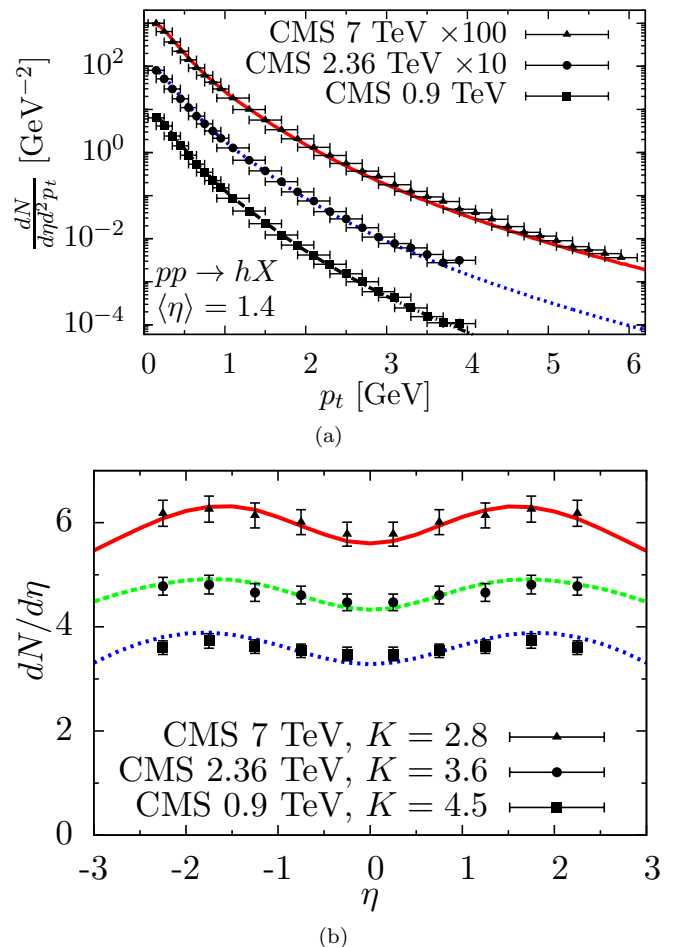 CMS 7 TeV ×100
CMS 2.36 TeV ×10
CMS 0.9 TeV
dN/dηd²pₜ [GeV⁻²]
10²
10⁰
10⁻²
10⁻⁴
pp → hX
⟨η⟩ = 1.4
0 1 2 3 4 5 6
pₜ [GeV]
(a)
dN/dη
6
4
2
0
CMS 7 TeV, K = 2.8
CMS 2.36 TeV, K = 3.6
CMS 0.9 TeV, K = 4.5
-3 -2 -1 0 1 2 3
η
(b)